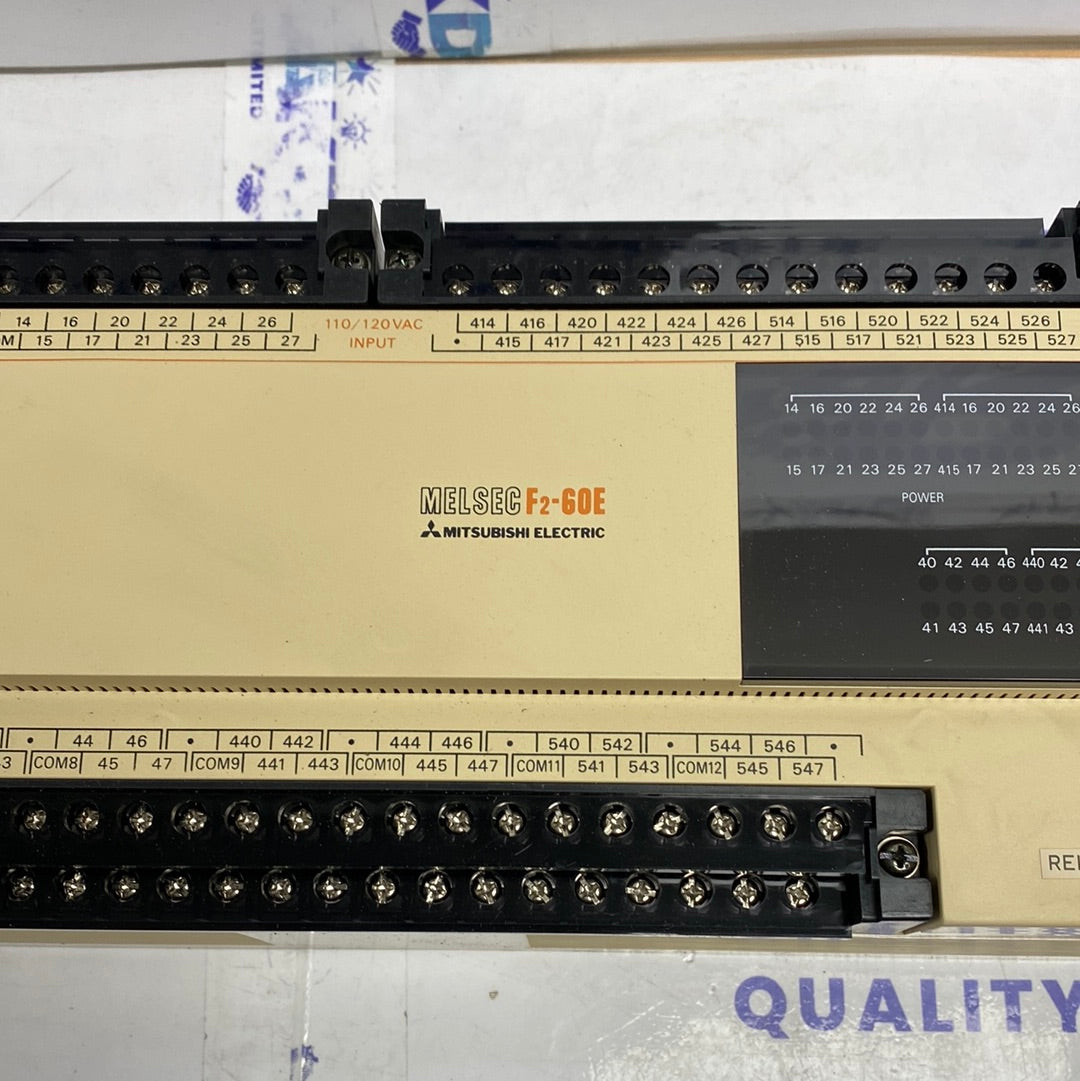 KD
LIMITED
14 16 20 22 24 26
15 17 21 23 25 27
110/120VAC
INPUT
414 416 420 422 424 426 514 516 520 522 524 526
• 415 417 421 423 425 427 515 517 521 523 525 527
14 16 20 22 24 26 414 16 20 22 24 26
15 17 21 23 25 27 415 17 21 23 25
POWER
MELSEC F2-60E
MITSUBISHI ELECTRIC
40 42 44 46 440 42
41 43 45 47 441 43
• 44 46 • 440 442 • 444 446 • 540 542 • 544 546 •
COM8 45 47 COM9 441 443 COM10 445 447 COM11 541 543 COM12 545 547
QUALITY